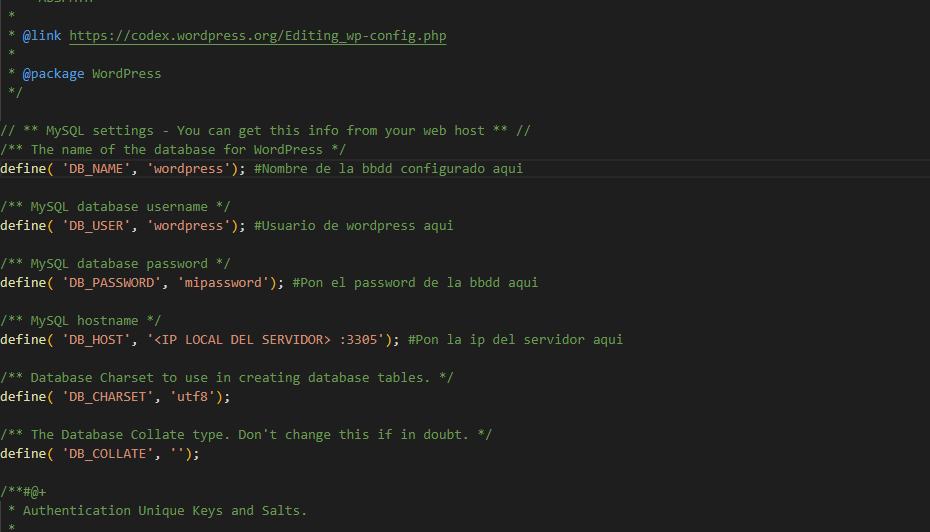 *
* @link https://codex.wordpress.org/Editing_wp-config.php
*
* @package WordPress
*/
// ** MySQL settings - You can get this info from your web host ** //
/** The name of the database for WordPress */
define( 'DB_NAME', 'wordpress'); #Nombre de la bbdd configurado aqui
/** MySQL database username */
define( 'DB_USER', 'wordpress'); #Usuario de wordpress aqui
/** MySQL database password */
define( 'DB_PASSWORD', 'mipassword'); #Pon el password de la bbdd aqui
/** MySQL hostname */
define( 'DB_HOST', '<IP LOCAL DEL SERVIDOR> :3305'); #Pon la ip del servidor aqui
/** Database Charset to use in creating database tables. */
define( 'DB_CHARSET', 'utf8');
/** The Database Collate type. Don't change this if in doubt. */
define( 'DB_COLLATE', '');
/**#@+
* Authentication Unique Keys and Salts.
*